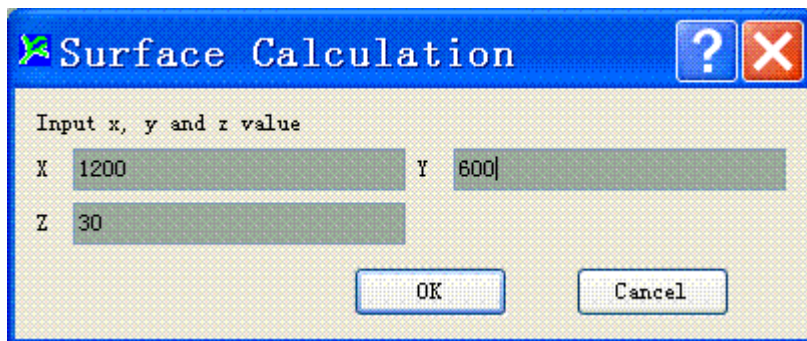 Surface Calculation
Input x, y and z value
X 1200 Y 600
Z 30
OK Cancel